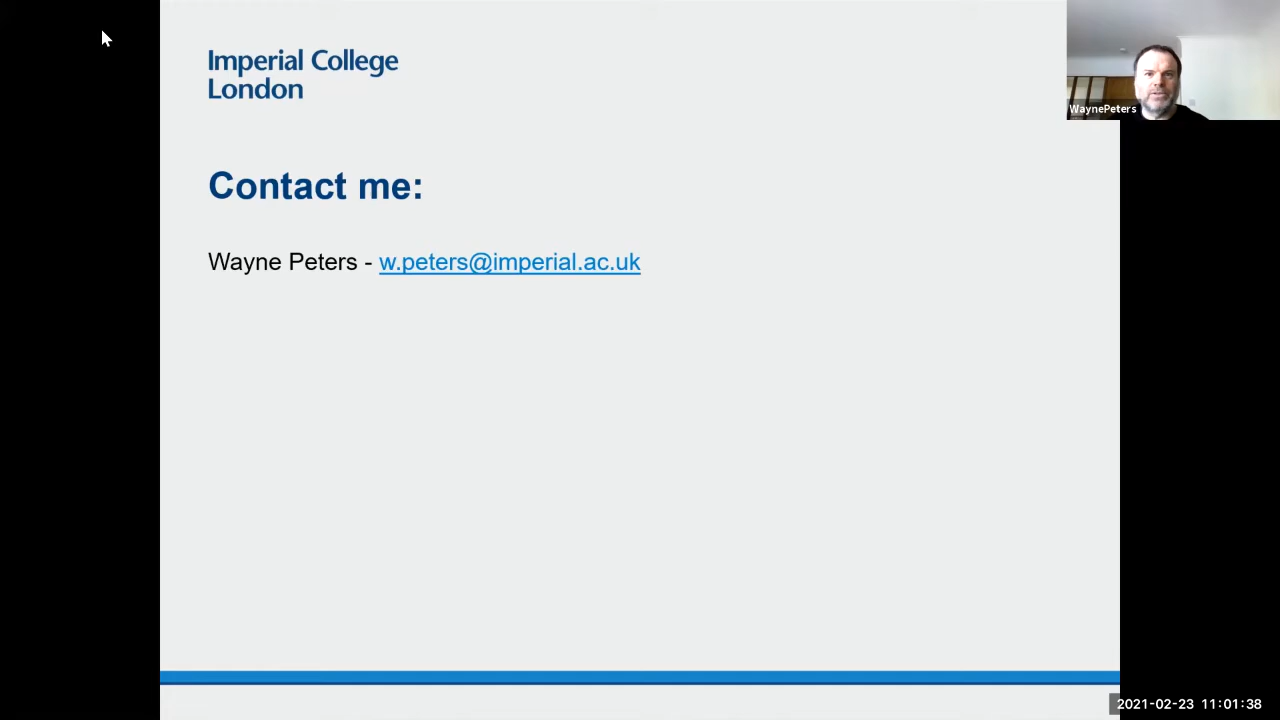 Imperial College
London
WaynePeters
Contact me:
Wayne Peters - w.peters@imperial.ac.uk
2021-02-23 11:01:38